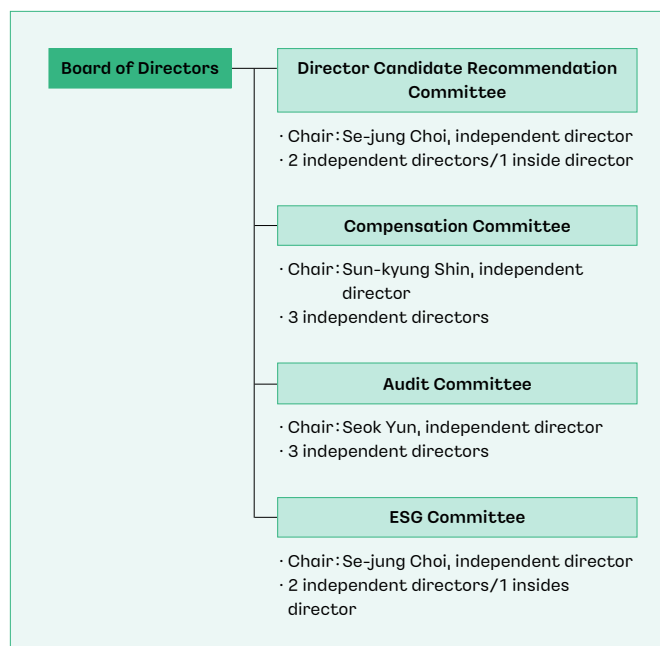 Board of Directors
Director Candidate Recommendation
Committee
· Chair: Se-jung Choi, independent director
· 2 independent directors/1 inside director
Compensation Committee
· Chair: Sun-kyung Shin, independent
director
· 3 independent directors
Audit Committee
· Chair: Seok Yun, independent director
· 3 independent directors
ESG Committee
· Chair: Se-jung Choi, independent director
· 2 independent directors/1 insides
director